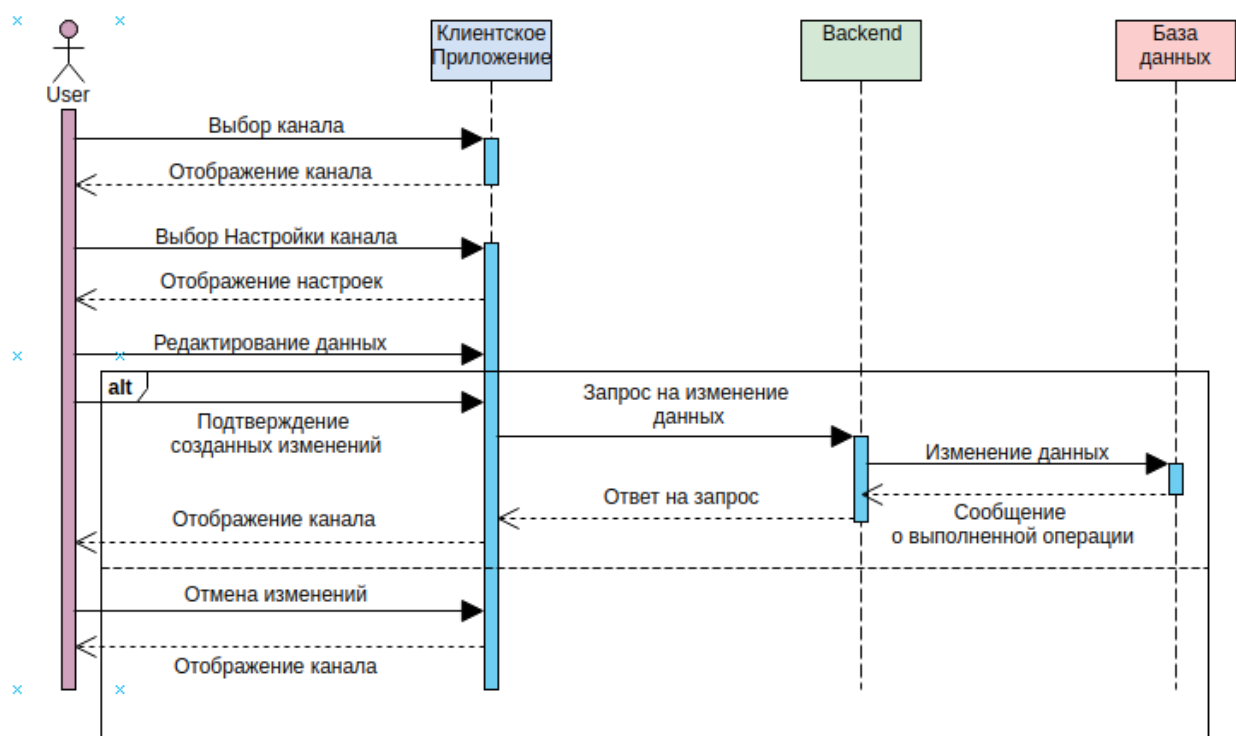 Клиентское
Приложение
Backend
База
данных
User
Выбор канала
Отображение канала
Выбор Настройки канала
Отображение настроек
Редактирование данных
alt
Запрос на изменение
данных
Подтверждение
созданных изменений
Изменение данных
Ответ на запрос
Сообщение
о выполненной операции
Отображение канала
Отмена изменений
Отображение канала